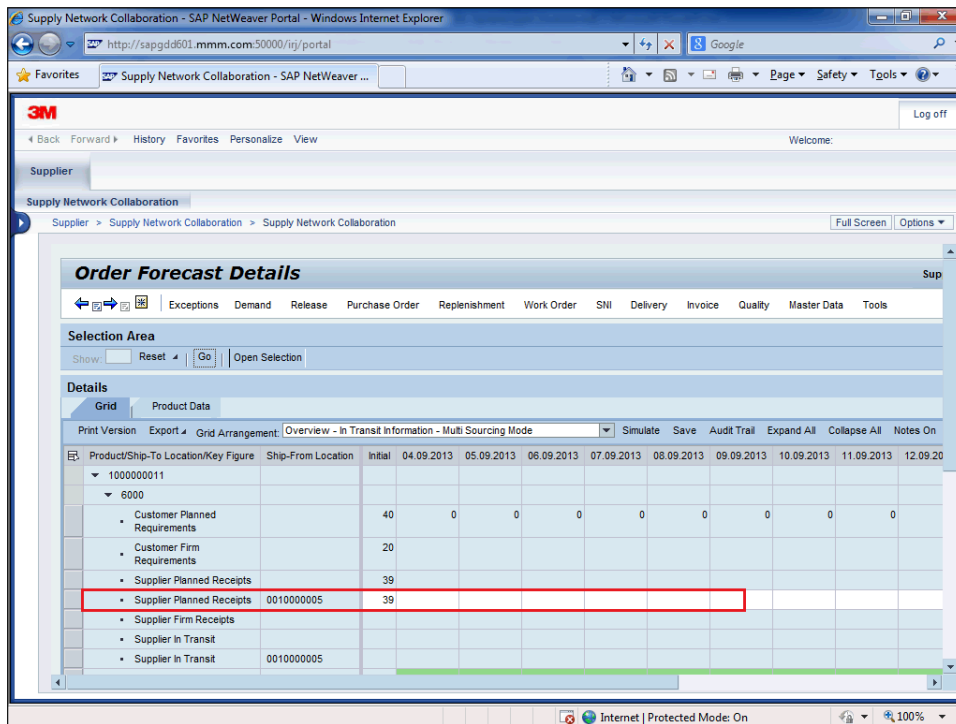 Supply Network Collaboration - SAP NetWeaver Portal - Windows Internet Explorer
http://sapgdd601.mmm.com:50000/irj/portal
Google
Favorites
Supply Network Collaboration - SAP NetWeaver ...
Page Safety Tools
3M
Log off
Back Forward History Favorites Personalize View
Welcome:
Supplier
Supply Network Collaboration
Supplier > Supply Network Collaboration > Supply Network Collaboration
Full Screen Options
Order Forecast Details
Sup
Exceptions Demand Release Purchase Order Replenishment Work Order SNI Delivery Invoice Quality Master Data Tools
Selection Area
Show: Reset Go Open Selection
Details
Grid Product Data
Print Version Export Grid Arrangement: Overview - In Transit Information - Multi Sourcing Mode Simulate Save Audit Trail Expand All Collapse All Notes On
Product/Ship-To Location/Key Figure Ship-From Location Initial 04.09.2013 05.09.2013 06.09.2013 07.09.2013 08.09.2013 09.09.2013 10.09.2013 11.09.2013 12.09.20
1000000011
6000
Customer Planned
Requirements
40 0 0 0 0 0 0 0 0
Customer Firm
Requirements
20
Supplier Planned Receipts 39
Supplier Planned Receipts 0010000005 39
Supplier Firm Receipts
Supplier In Transit
Supplier In Transit 0010000005
Internet | Protected Mode: On
100%